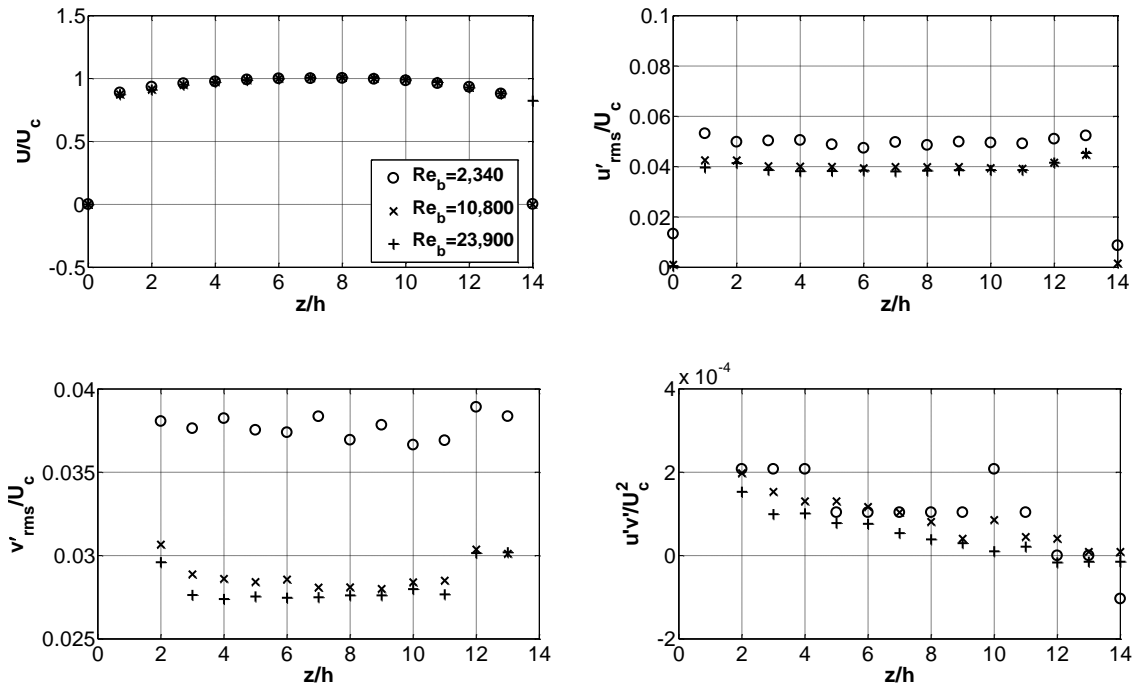 1.5
1
0.5
0
-0.5
U/U_c
0 2 4 6 8 10 12 14
z/h
Re_b=2,340
Re_b=10,800
Re_b=23,900
0.1
0.08
0.06
0.04
0.02
0
u'_rms/U_c
0 2 4 6 8 10 12 14
z/h
0.04
0.035
0.03
0.025
v'_rms/U_c
0 2 4 6 8 10 12 14
z/h
x 10^-4
4
2
0
-2
u'v'/U_c^2
0 2 4 6 8 10 12 14
z/h